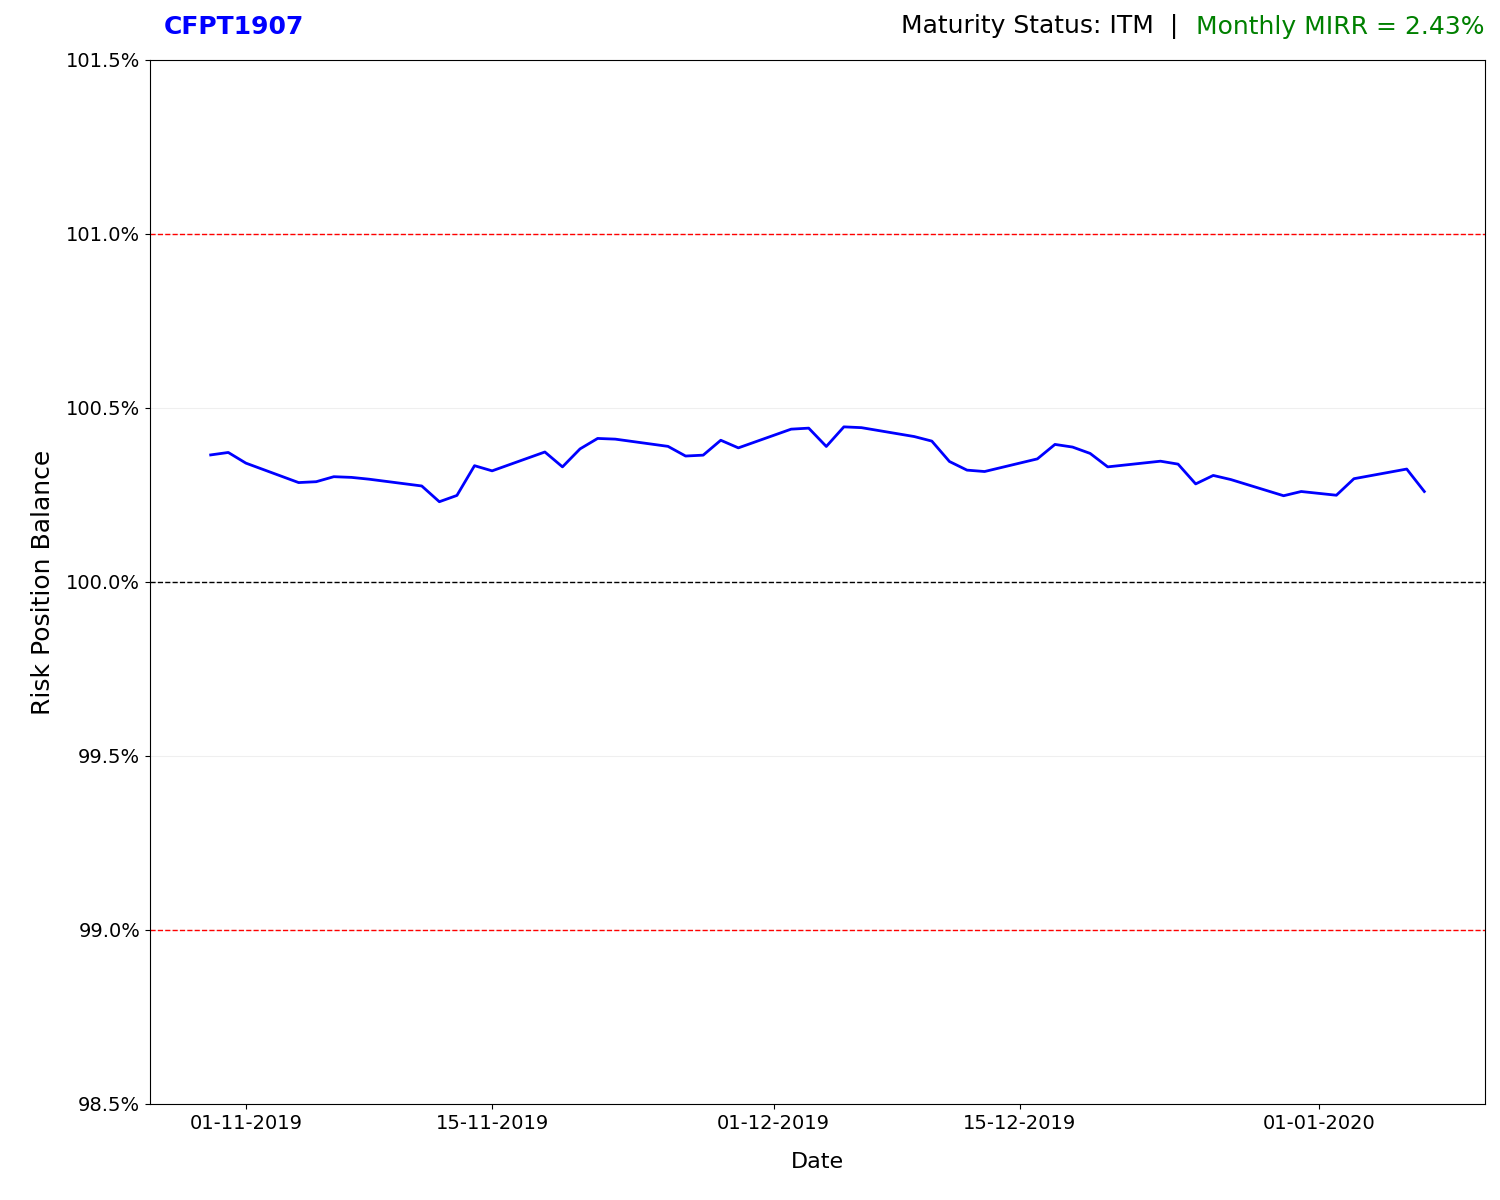 CFPT1907
Maturity Status: ITM | Monthly MIRR = 2.43%
101.5%
101.0%
100.5%
100.0%
99.5%
99.0%
98.5%
Risk Position Balance
01-11-2019 15-11-2019 01-12-2019 15-12-2019 01-01-2020
Date